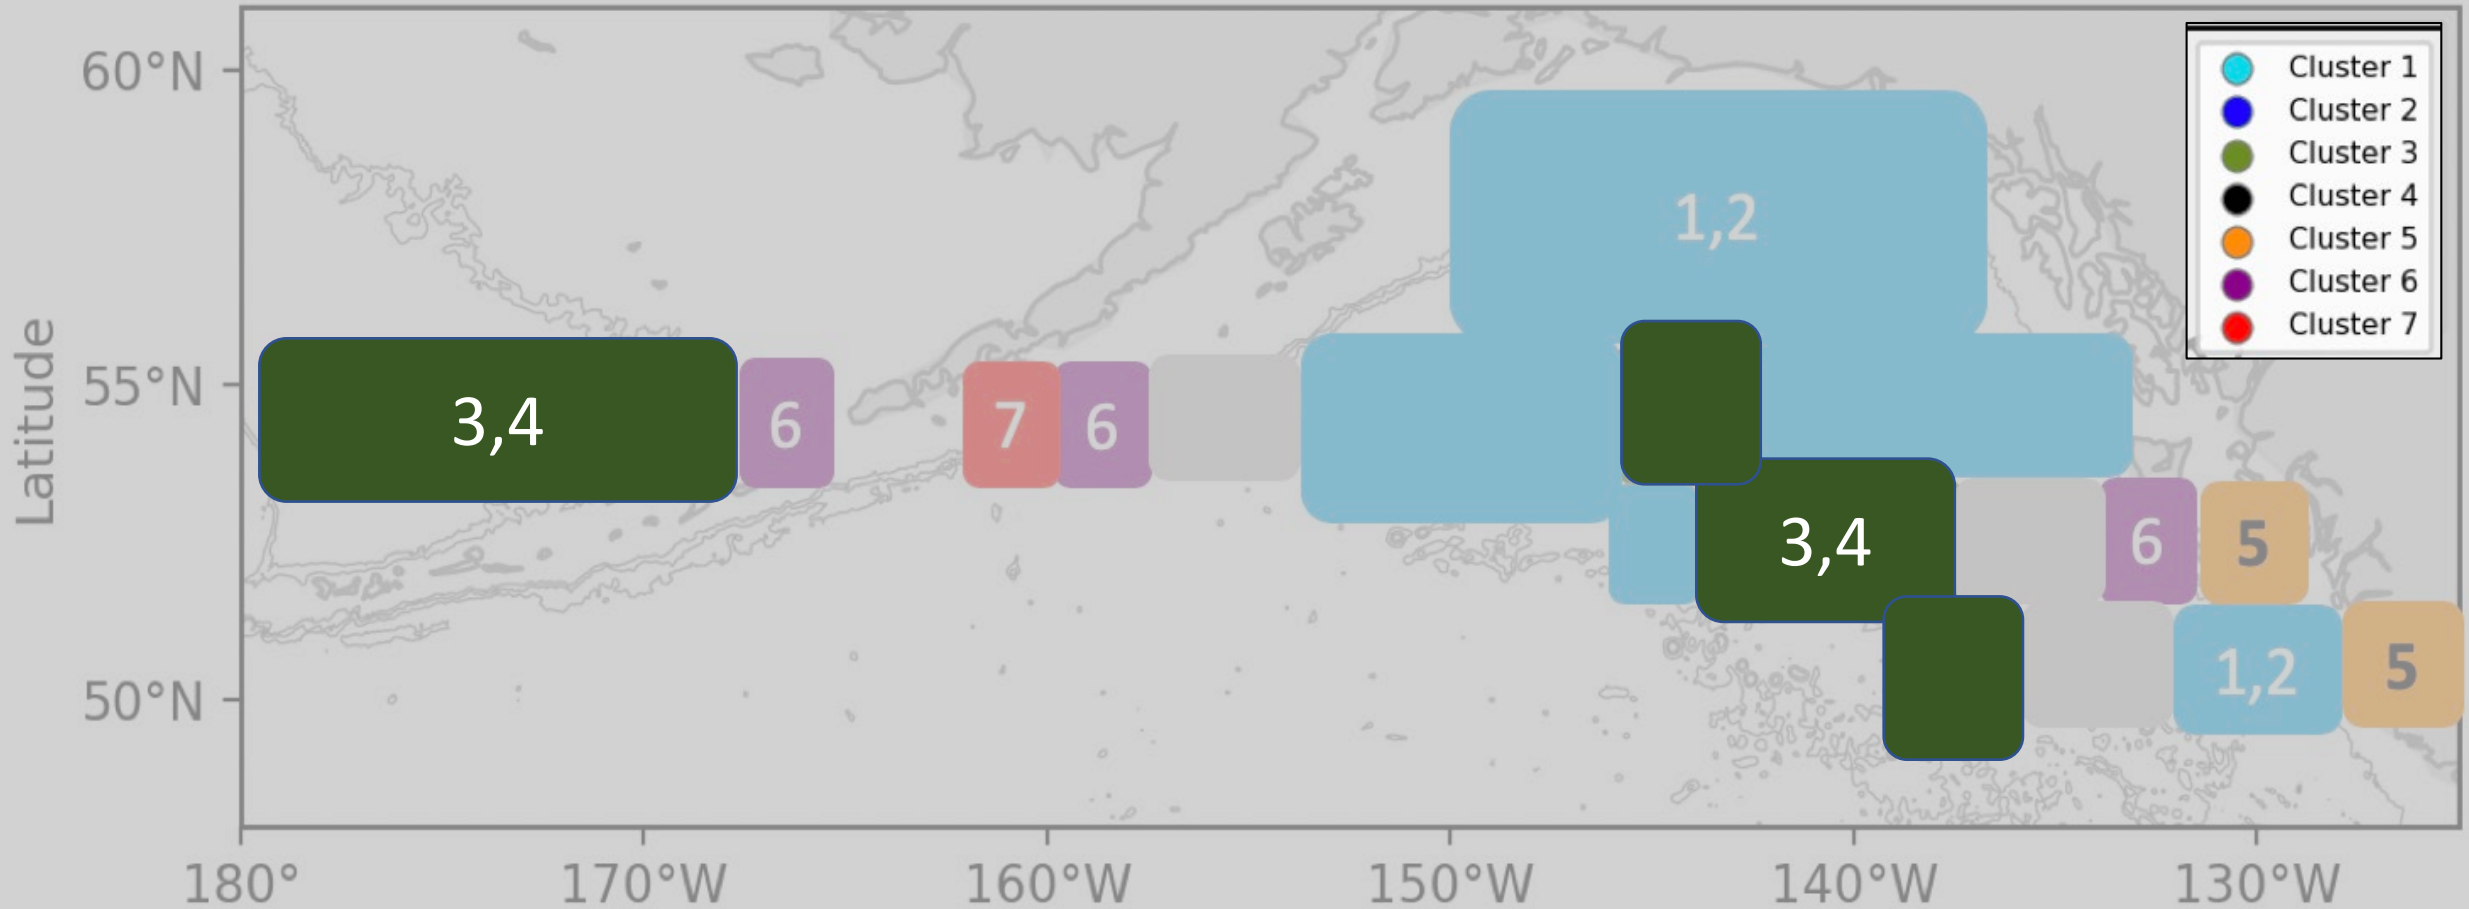 60°N
55°N
50°N
Latitude
180°
170°W
160°W
150°W
140°W
130°W
Cluster 1
Cluster 2
Cluster 3
Cluster 4
Cluster 5
Cluster 6
Cluster 7
1,2
3,4
6
7
6
3,4
6
5
1,2
5